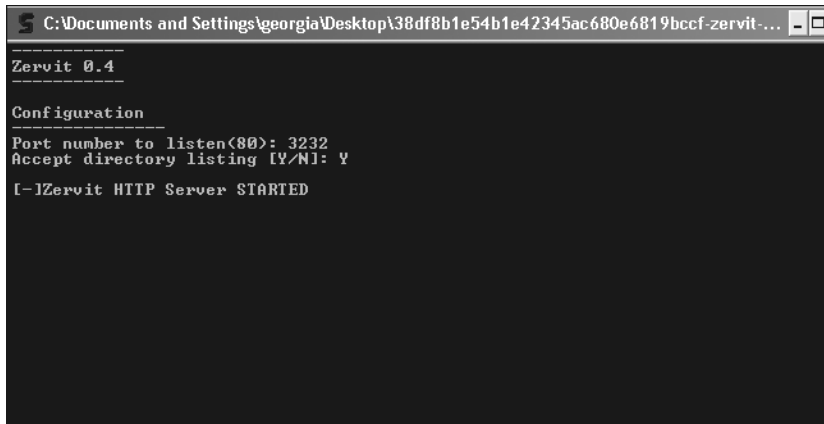 C:\Documents and Settings\georgia\Desktop\38df8b1e54b1e42345ac680e6819bccf-zervit-...
-----------
Zervit 0.4
-----------
Configuration
---------------
Port number to listen(80): 3232
Accept directory listing [Y/N]: Y
[-]Zervit HTTP Server STARTED